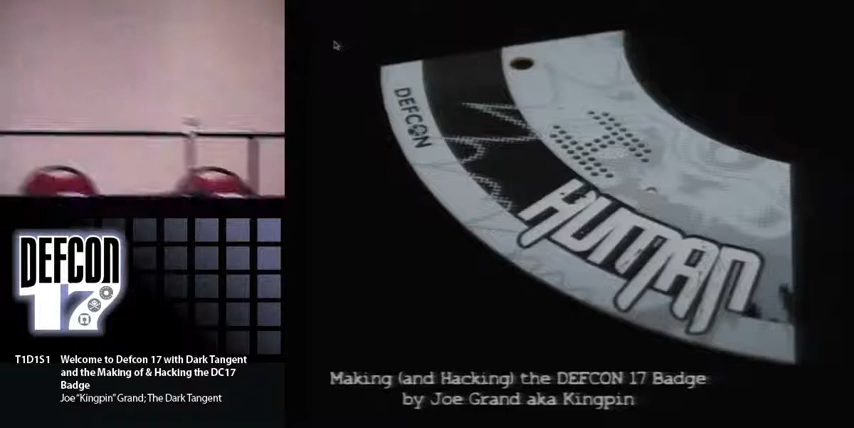 DEFCON
HUMAN
DEFCON
17
T1D1S1 Welcome to Defcon 17 with Dark Tangent
and the Making of & Hacking the DC17
Badge
Joe "Kingpin" Grand; The Dark Tangent
Making (and Hacking) the DEFCON 17 Badge
by Joe Grand aka Kingpin